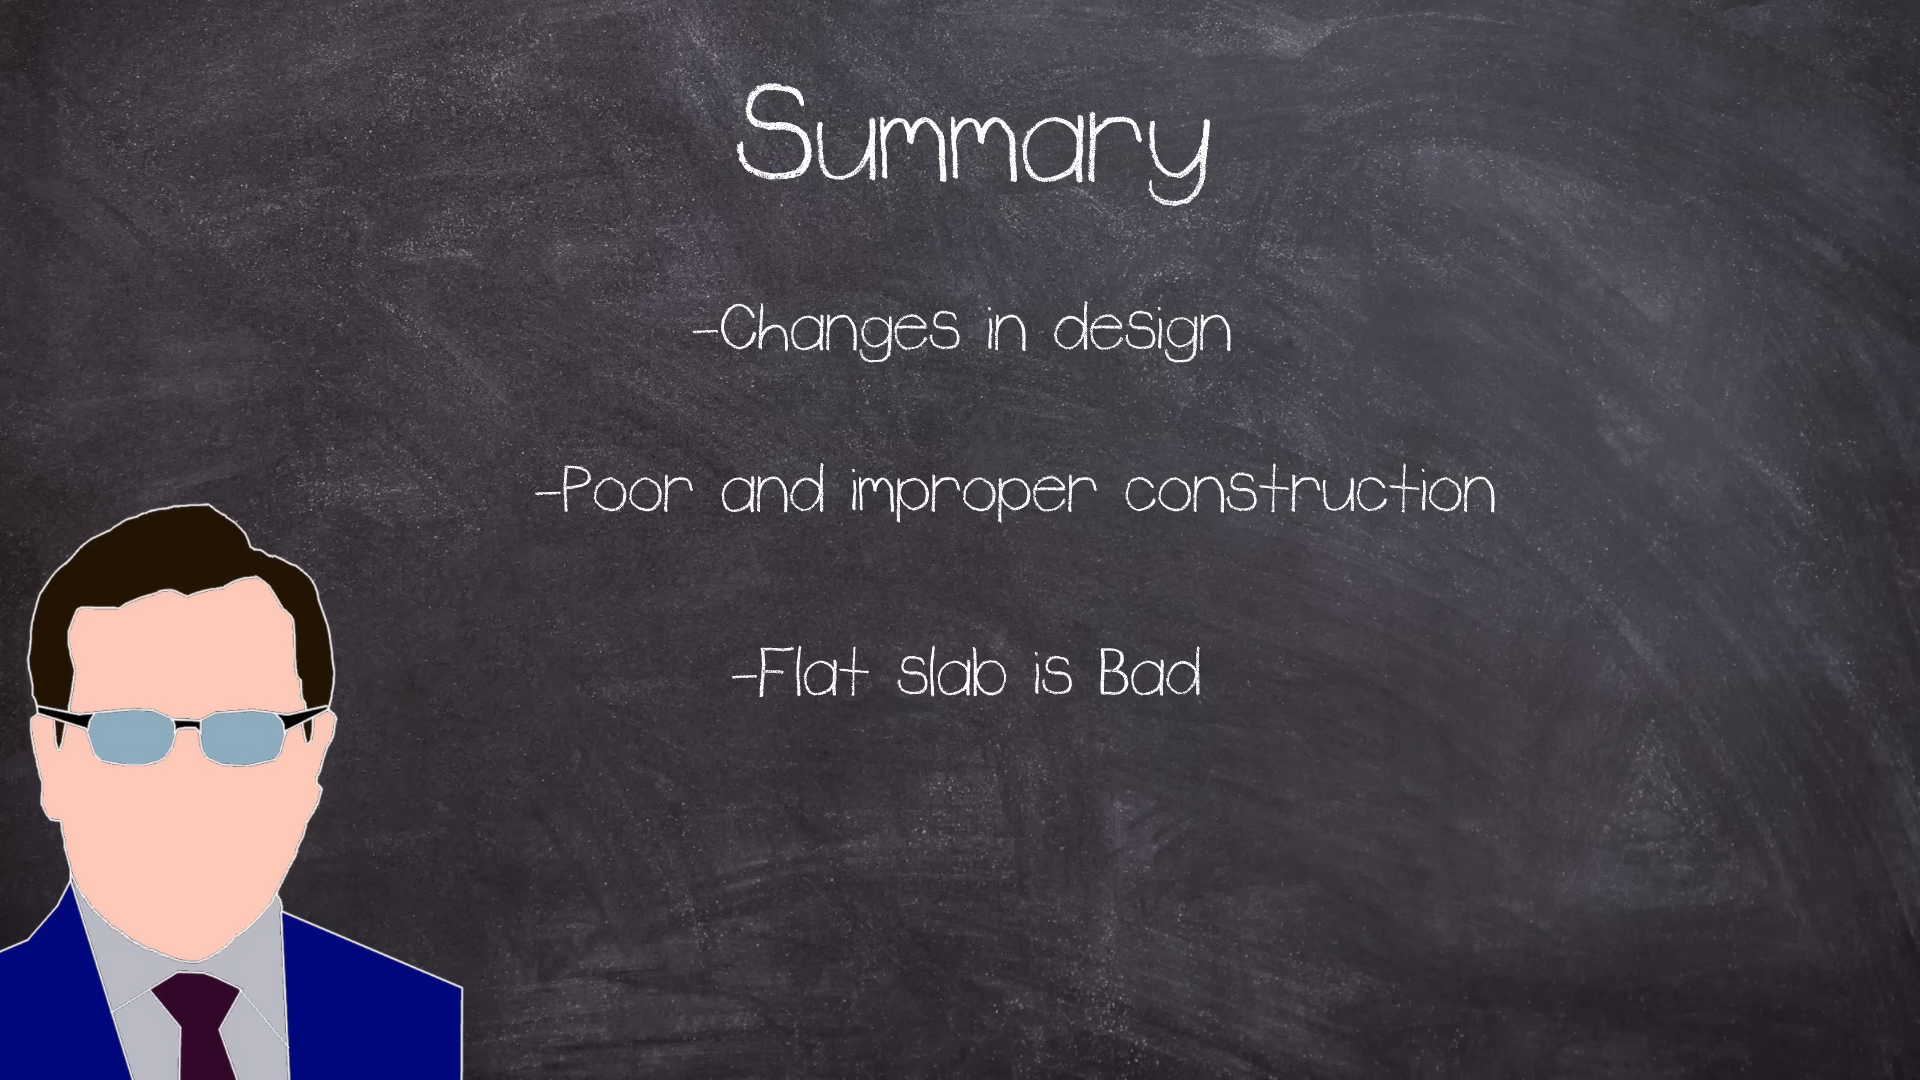 Summary
-Changes in design
-Poor and improper construction
-Flat slab is Bad